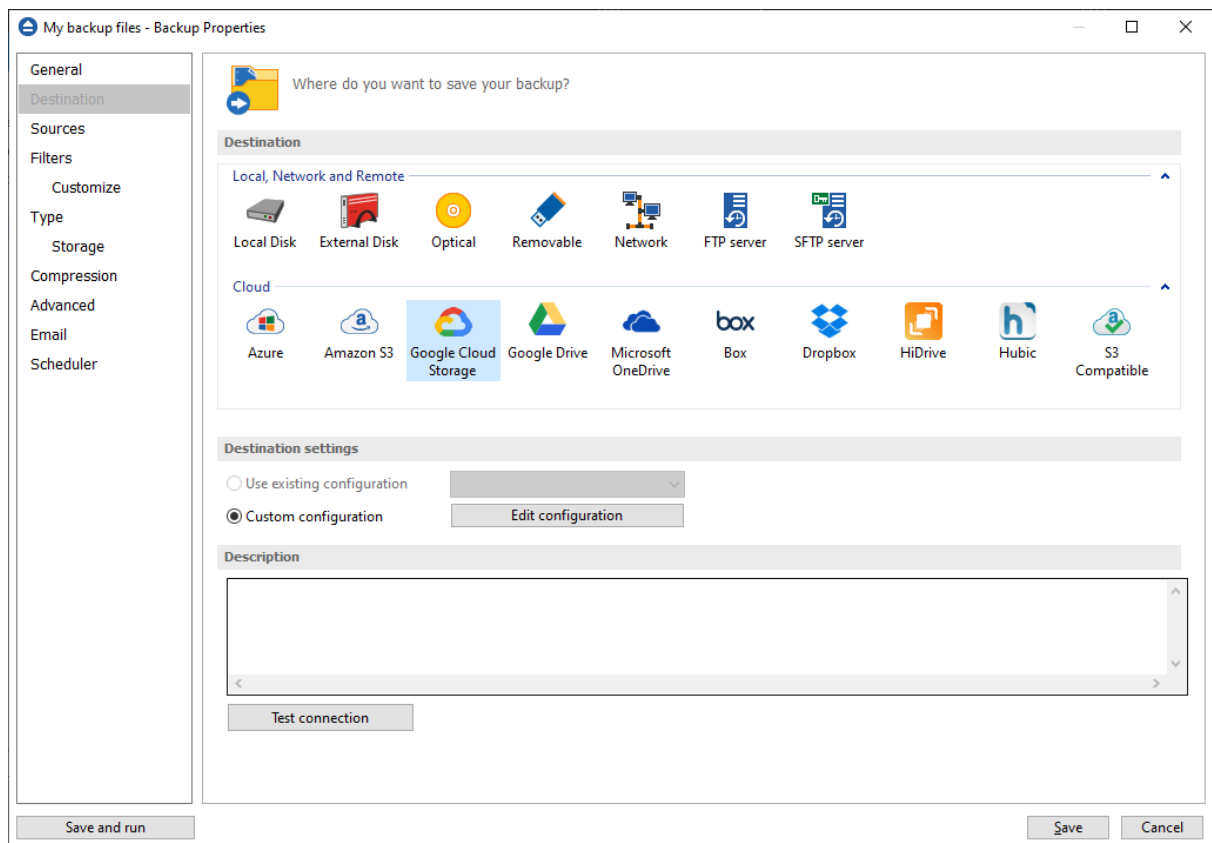 My backup files - Backup Properties
General
Destination
Sources
Filters
Customize
Type
Storage
Compression
Advanced
Email
Scheduler
Where do you want to save your backup?
Destination
Local, Network and Remote
Local Disk External Disk Optical Removable Network FTP server SFTP server
Cloud
box
Azure Amazon S3 Google Cloud Google Drive Microsoft Box Dropbox HiDrive Hubic S3
Storage OneDrive Compatible
Destination settings
Use existing configuration
Custom configuration Edit configuration
Description
Test connection
Save and run Save Cancel